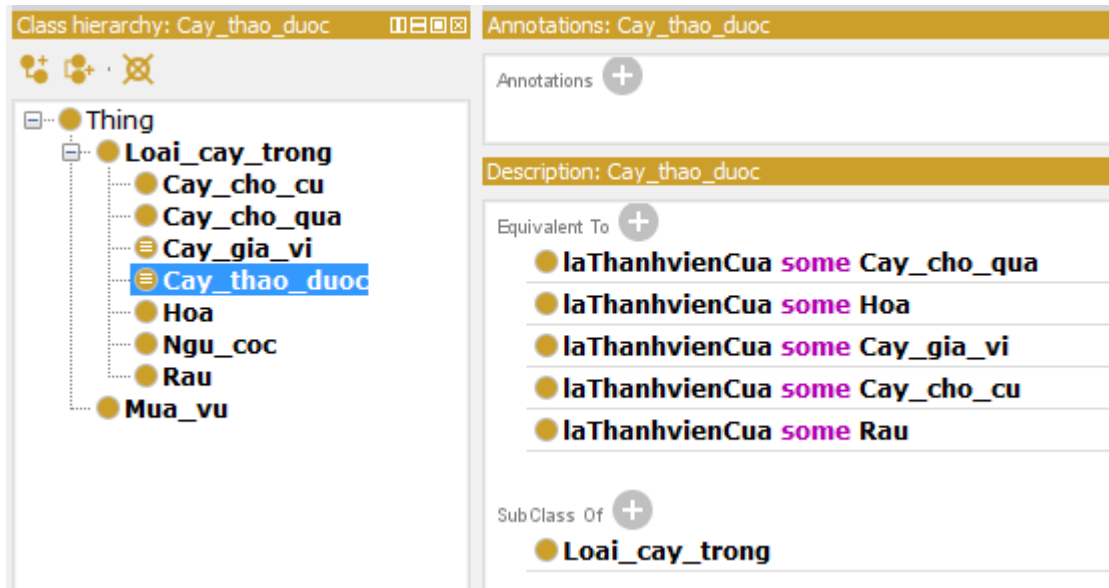 Class hierarchy: Cay_thao_duoc
Thing
Loai_cay_trong
Cay_cho_cu
Cay_cho_qua
Cay_gia_vi
Cay_thao_duoc
Hoa
Ngu_coc
Rau
Mua_vu
Annotations: Cay_thao_duoc
Annotations
Description: Cay_thao_duoc
Equivalent To
laThanhvienCua some Cay_cho_qua
laThanhvienCua some Hoa
laThanhvienCua some Cay_gia_vi
laThanhvienCua some Cay_cho_cu
laThanhvienCua some Rau
SubClass Of
Loai_cay_trong